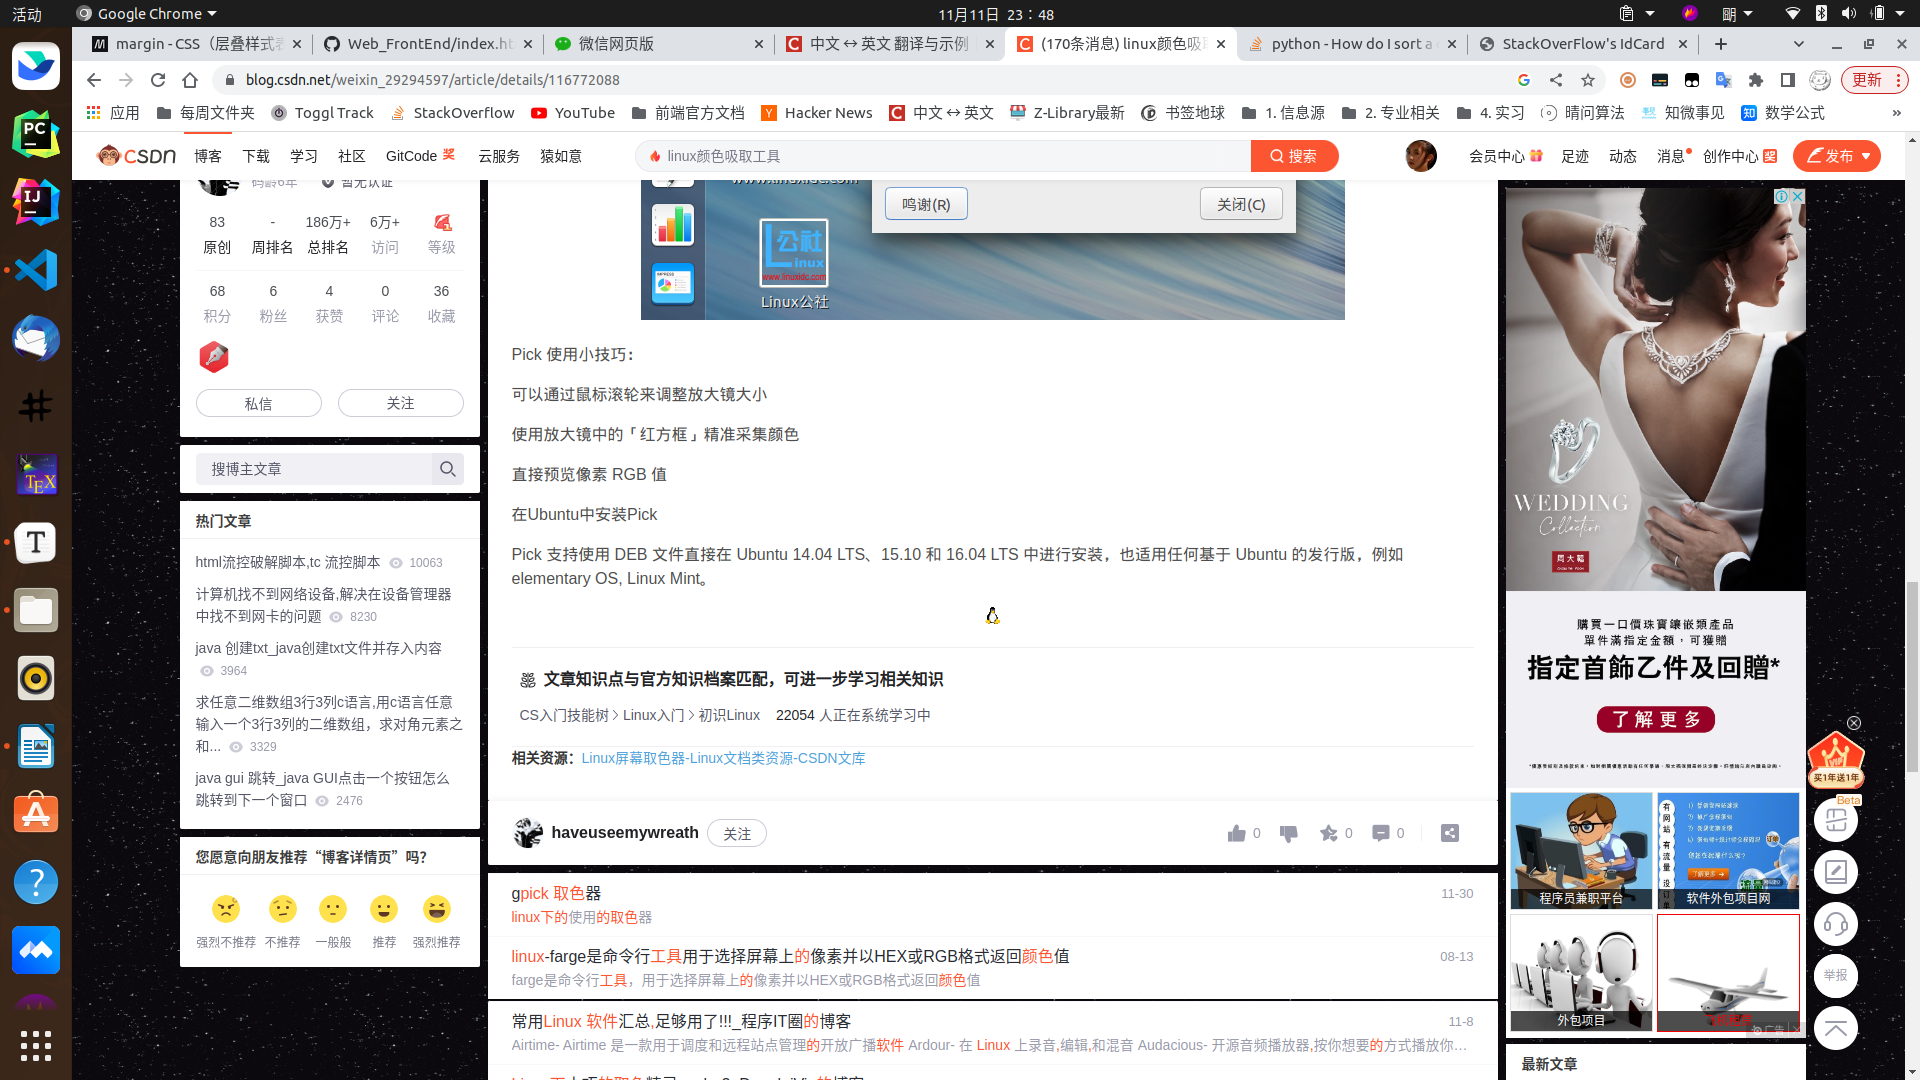 活动
Google Chrome
11月11日 23：48
margin - CSS（层叠样式表
Web_FrontEnd/index.ht
微信网页版
中文 ↔ 英文 翻译与示例
(170条消息) linux颜色吸取
python - How do I sort a
StackOverFlow's IdCard
blog.csdn.net/weixin_29294597/article/details/116772088
更新
应用
每周文件夹
Toggl Track
StackOverflow
YouTube
前端官方文档
Hacker News
中文 ↔ 英文
Z-Library最新
书签地球
1. 信息源
2. 专业相关
4. 实习
晴问算法
知微事见
数学公式
»
CSDN
博客
下载
学习
社区
GitCode
奖
云服务
猿如意
linux颜色吸取工具
搜索
会员中心
足迹
动态
消息
创作中心
奖
发布
码龄6年
暂无认证
83
-
186万+
6万+
原创
周排名
总排名
访问
等级
68
6
4
0
36
积分
粉丝
获赞
评论
收藏
私信
关注
搜博主文章
热门文章
html流控破解脚本,tc 流控脚本 10063
计算机找不到网络设备,解决在设备管理器
中找不到网卡的问题 8230
java 创建txt_java创建txt文件并存入内容
3964
求任意二维数组3行3列c语言,用c语言任意
输入一个3行3列的二维数组，求对角元素之
和... 3329
java gui 跳转_java GUI点击一个按钮怎么
跳转到下一个窗口 2476
您愿意向朋友推荐“博客详情页”吗？
强烈不推荐
不推荐
一般般
推荐
强烈推荐
www.linuxidc.com
鸣谢(R)
关闭(C)
公社
Linux
www.linuxidc.com
Linux公社
Pick 使用小技巧：
可以通过鼠标滚轮来调整放大镜大小
使用放大镜中的「红方框」精准采集颜色
直接预览像素 RGB 值
在Ubuntu中安装Pick
Pick 支持使用 DEB 文件直接在 Ubuntu 14.04 LTS、15.10 和 16.04 LTS 中进行安装，也适用任何基于 Ubuntu 的发行版，例如
elementary OS, Linux Mint。
文章知识点与官方知识档案匹配，可进一步学习相关知识
CS入门技能树 > Linux入门 > 初识Linux 22054 人正在系统学习中
相关资源：Linux屏幕取色器-Linux文档类资源-CSDN文库
haveuseemywreath
关注
0
0
0
gpick 取色器
11-30
linux下的使用的取色器
linux-farge是命令行工具用于选择屏幕上的像素并以HEX或RGB格式返回颜色值
08-13
farge是命令行工具，用于选择屏幕上的像素并以HEX或RGB格式返回颜色值
常用Linux 软件汇总,足够用了!!!_程序IT圈的博客
11-8
Airtime- Airtime 是一款用于调度和远程站点管理的开放广播软件 Ardour- 在 Linux 上录音,编辑,和混音 Audacious- 开源音频播放器,按你想要的方式播放你…
WEDDING
Collection
周大福
購買一口價珠寶鑲嵌類產品
單件滿指定金額，可獲贈
指定首飾乙件及回贈*
了解更多
买1年送1年
Beta
举报
程序员兼职平台
软件外包项目网
外包项目
广告
最新文章